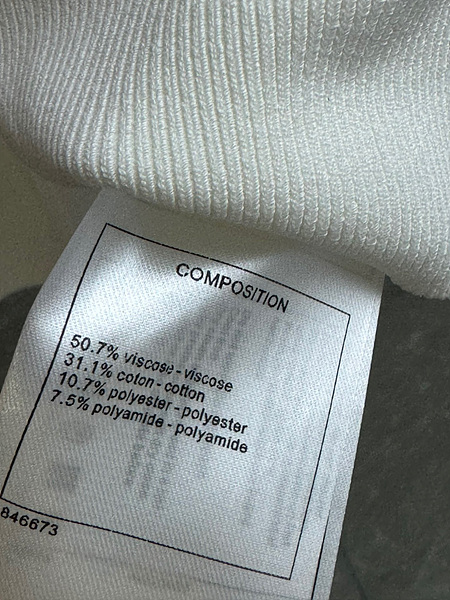 COMPOSITION
50.7% viscose - viscose
31.1% coton - cotton
10.7% polyester - polyester
7.5% polyamide - polyamide
846673